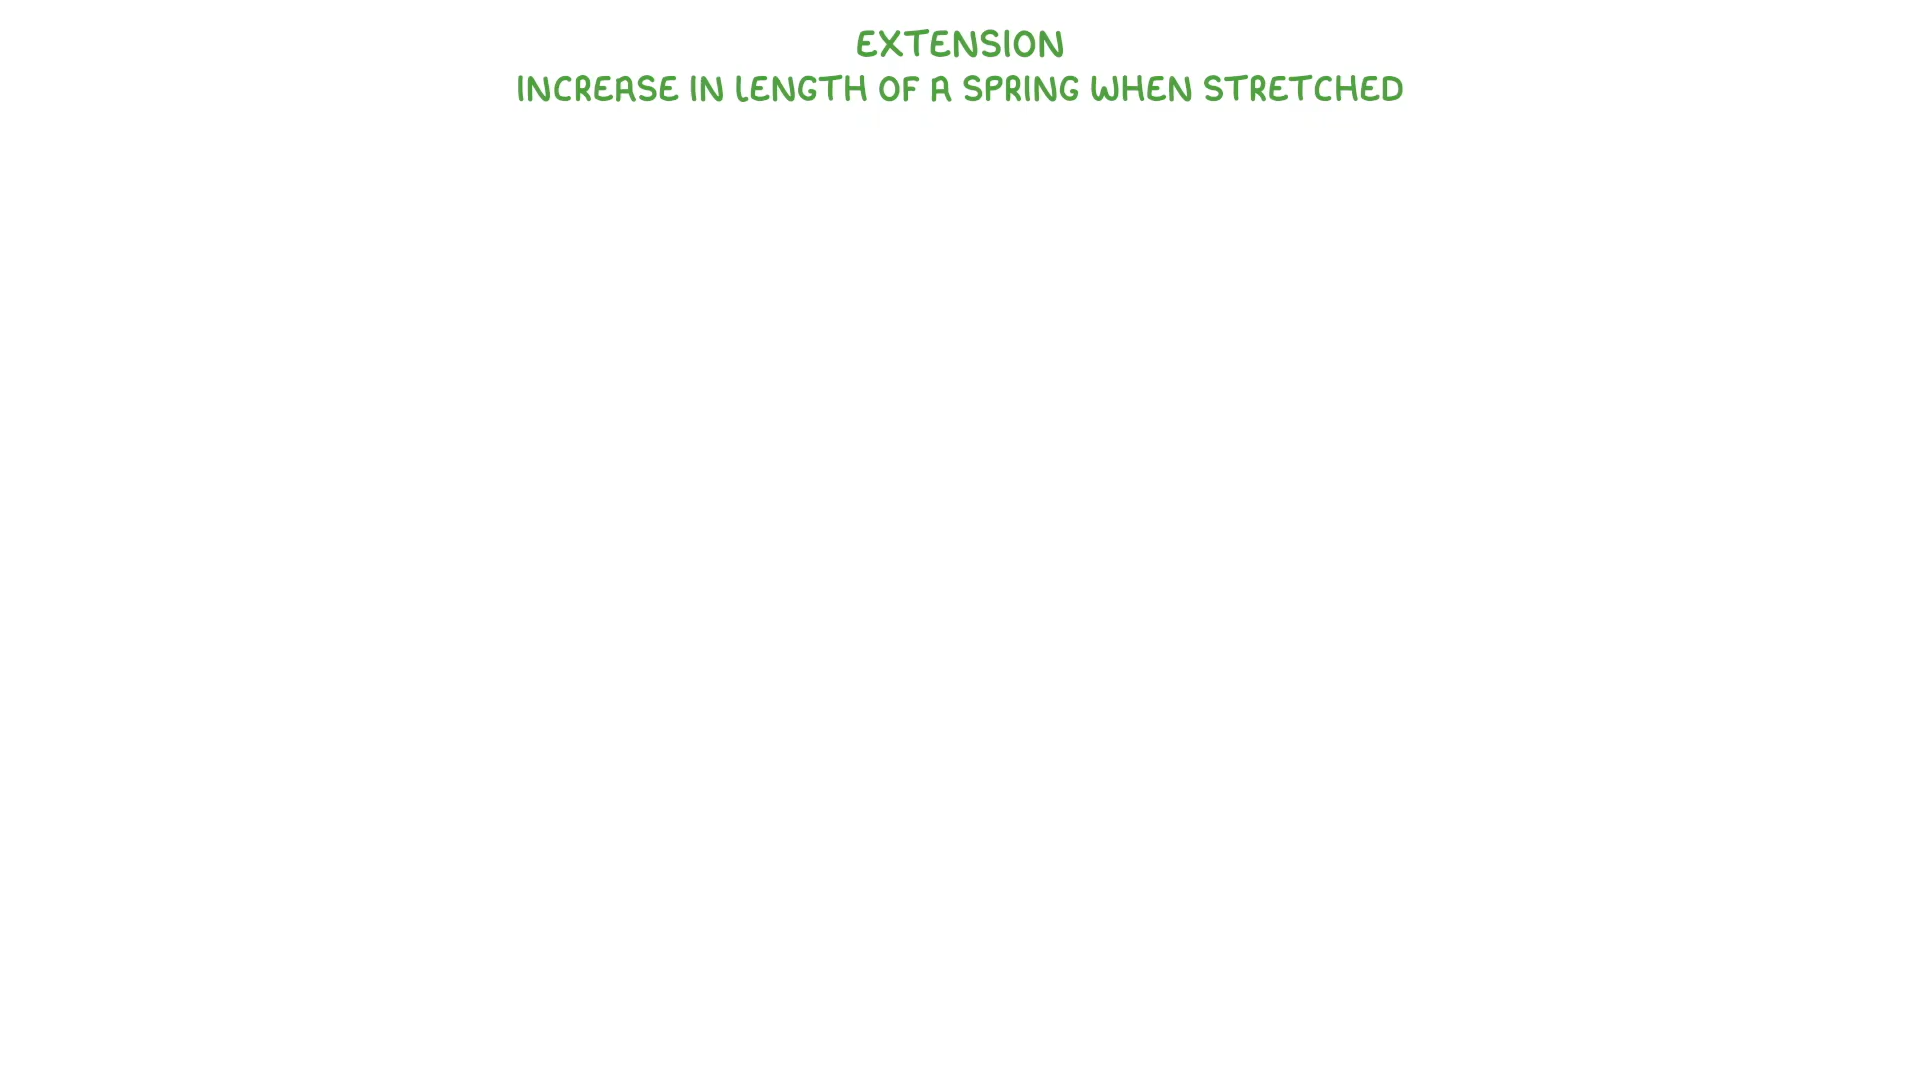 EXTENSION
INCREASE IN LENGTH OF A SPRING WHEN STRETCHED